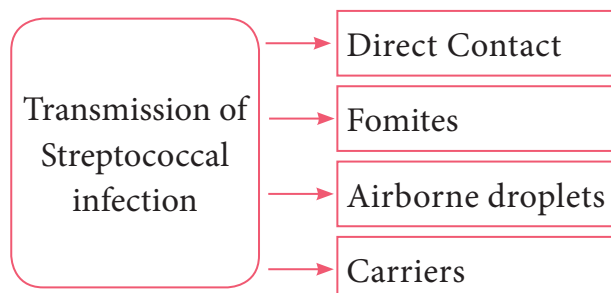 Transmission of
Streptococcal
infection
Direct Contact
Fomites
Airborne droplets
Carriers